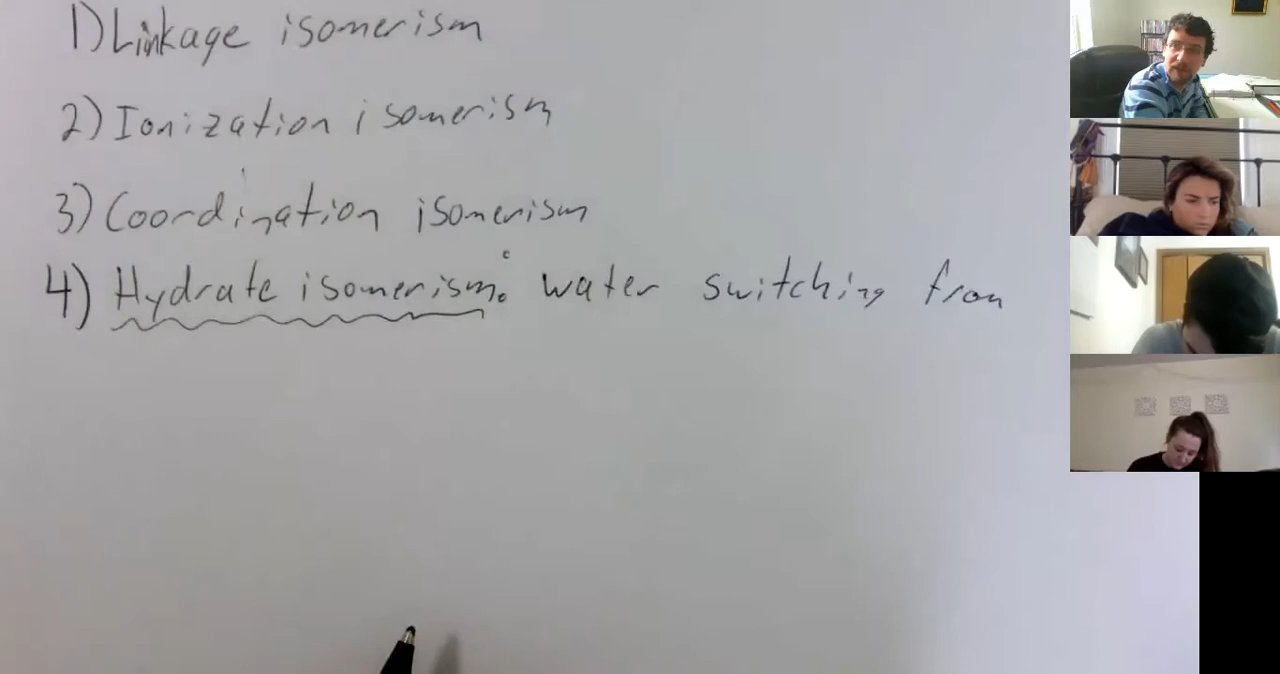 1) Linkage isomerism
2) Ionization isomerism
3) Coordination isomerism
4) Hydrate isomerism: water switching from